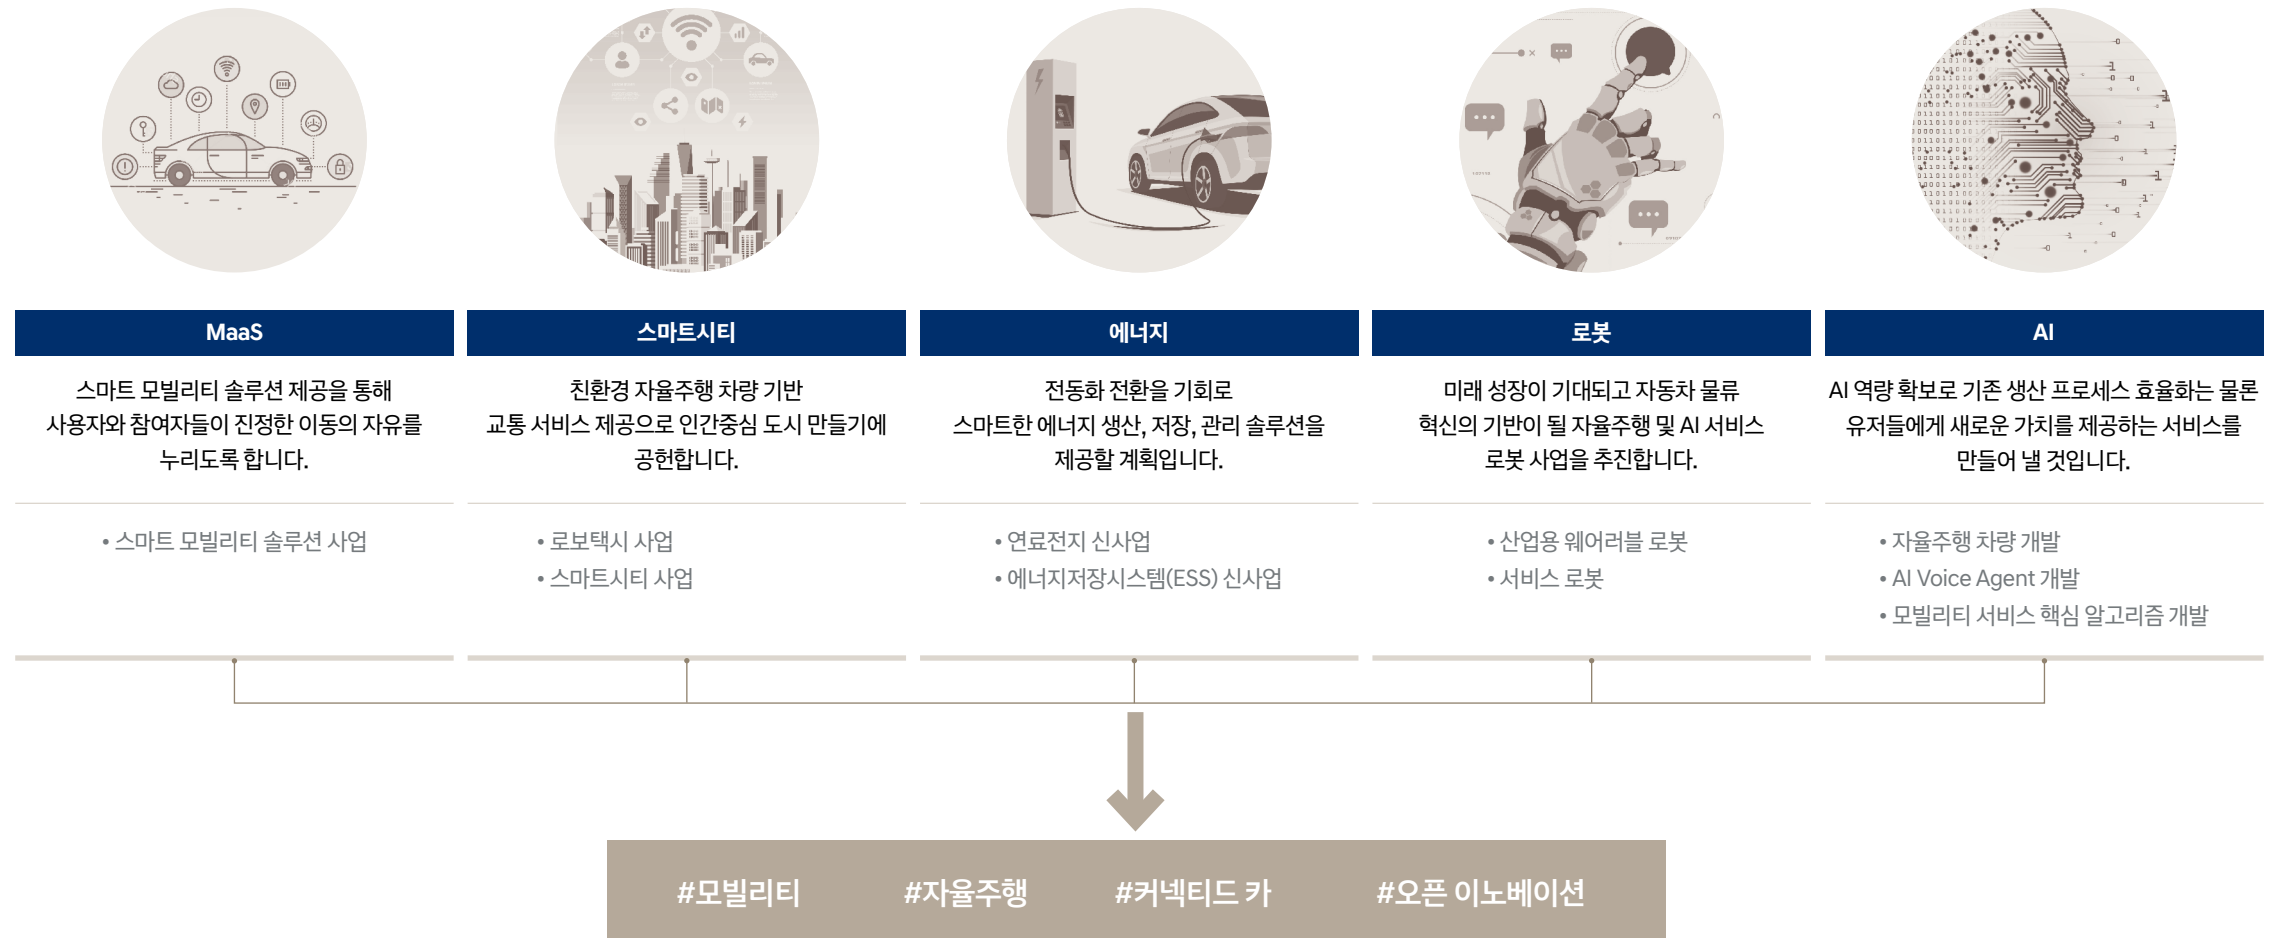 MaaS
스마트 모빌리티 솔루션 제공을 통해
사용자와 참여자들이 진정한 이동의 자유를
누리도록 합니다.
• 스마트 모빌리티 솔루션 사업
스마트시티
친환경 자율주행 차량 기반
교통 서비스 제공으로 인간중심 도시 만들기에
공헌합니다.
• 로보택시 사업
• 스마트시티 사업
에너지
전동화 전환을 기회로
스마트한 에너지 생산, 저장, 관리 솔루션을
제공할 계획입니다.
• 연료전지 신사업
• 에너지저장시스템(ESS) 신사업
로봇
미래 성장이 기대되고 자동차 물류
혁신의 기반이 될 자율주행 및 AI 서비스
로봇 사업을 추진합니다.
• 산업용 웨어러블 로봇
• 서비스 로봇
AI
AI 역량 확보로 기존 생산 프로세스 효율화는 물론
유저들에게 새로운 가치를 제공하는 서비스를
만들어 낼 것입니다.
• 자율주행 차량 개발
• AI Voice Agent 개발
• 모빌리티 서비스 핵심 알고리즘 개발
#모빌리티 #자율주행 #커넥티드 카 #오픈 이노베이션